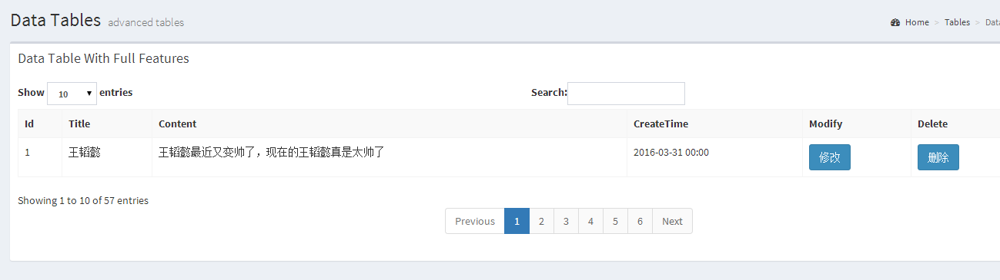 Data Tables advanced tables
Home > Tables > Data
Data Table With Full Features
Show 10 entries
Search:
Id Title Content CreateTime Modify Delete
1 王韬懿 王韬懿最近又变帅了，现在的王韬懿真是太帅了 2016-03-31 00:00 修改 删除
Showing 1 to 10 of 57 entries
Previous 1 2 3 4 5 6 Next